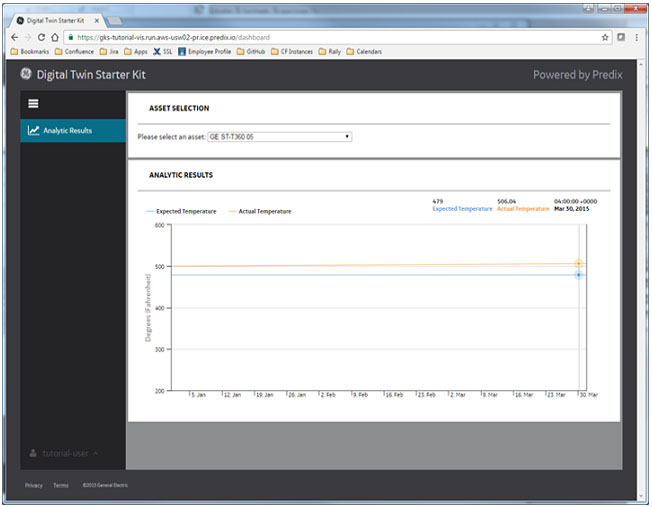 Digital Twin Starter Kit
https://gks-tutorial-vis.run.aws-usw02-pr.ice.predix.io/dashboard
Bookmarks Confluence Jira Apps SSL Employee Profile GitHub CF Instances Rally Calendars
Digital Twin Starter Kit Powered by Predix
Analytic Results
ASSET SELECTION
Please select an asset: GE ST-T360 05
ANALYTIC RESULTS
479 506.04 04:00:00 +0000
Expected Temperature Actual Temperature Mar 30, 2015
Expected Temperature Actual Temperature
Degrees (Fahrenheit)
600
500
400
300
200
5. Jan 12. Jan 19. Jan 26. Jan 2. Feb 9. Feb 16. Feb 23. Feb 2. Mar 9. Mar 16. Mar 23. Mar 30. Mar
tutorial-user
Privacy Terms ©2015 General Electric